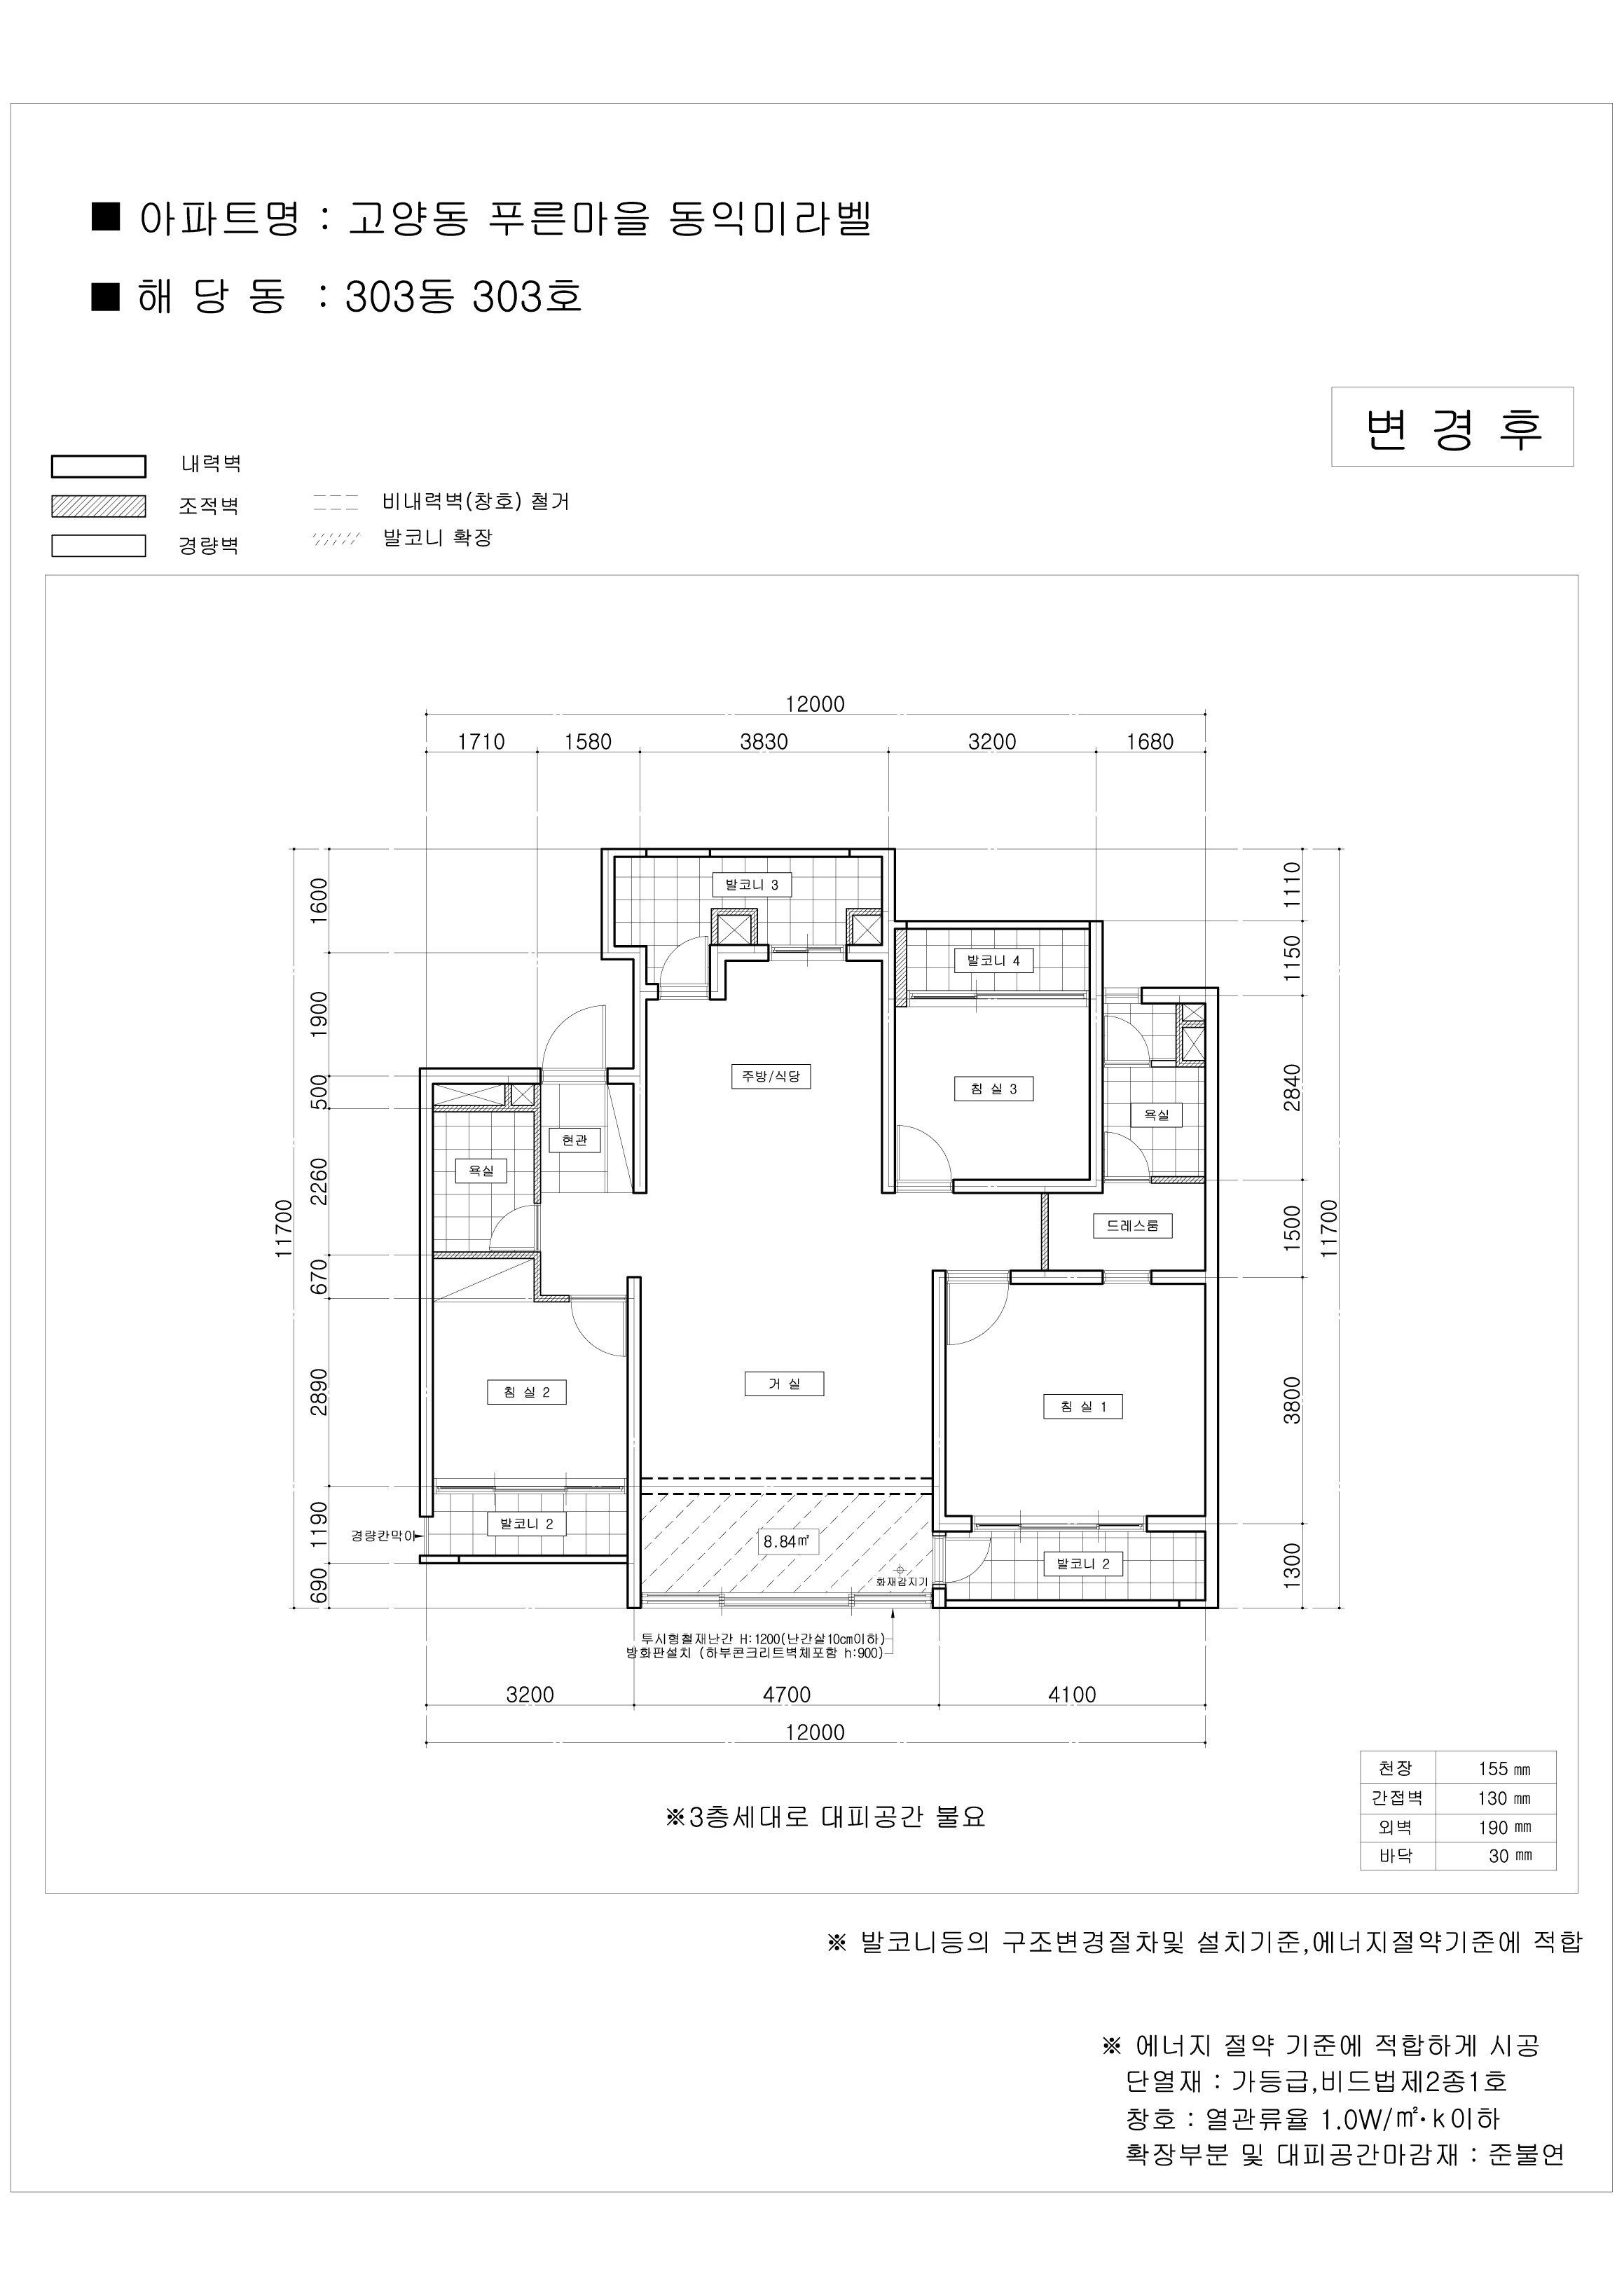 ■ 아파트명 : 고양동 푸른마을 동익미라벨
■ 해 당 동 : 303동 303호
변 경 후
내력벽
조적벽
경량벽
비내력벽(창호) 철거
발코니 확장
12000
1710 1580 3830 3200 1680
11700
1600
1900
500
2260
670
2890
1190
690
1110
1150
2840
1500
3800
1300
11700
발코니 3
발코니 4
주방/식당
침 실 3
욕실
현관
욕실
드레스룸
거 실
침 실 2
침 실 1
발코니 2
경량칸막이
8.84㎡
화재감지기
발코니 2
투시형철재난간 H:1200(난간살10cm이하)
방화판설치 (하부콘크리트벽체포함 h:900)
3200 4700 4100
12000
천장 155 ㎜
간접벽 130 ㎜
외벽 190 ㎜
바닥 30 ㎜
※3층세대로 대피공간 불요
※ 발코니등의 구조변경절차및 설치기준,에너지절약기준에 적합
※ 에너지 절약 기준에 적합하게 시공
단열재 : 가등급,비드법제2종1호
창호 : 열관류율 1.0W/㎡·k이하
확장부분 및 대피공간마감재 : 준불연